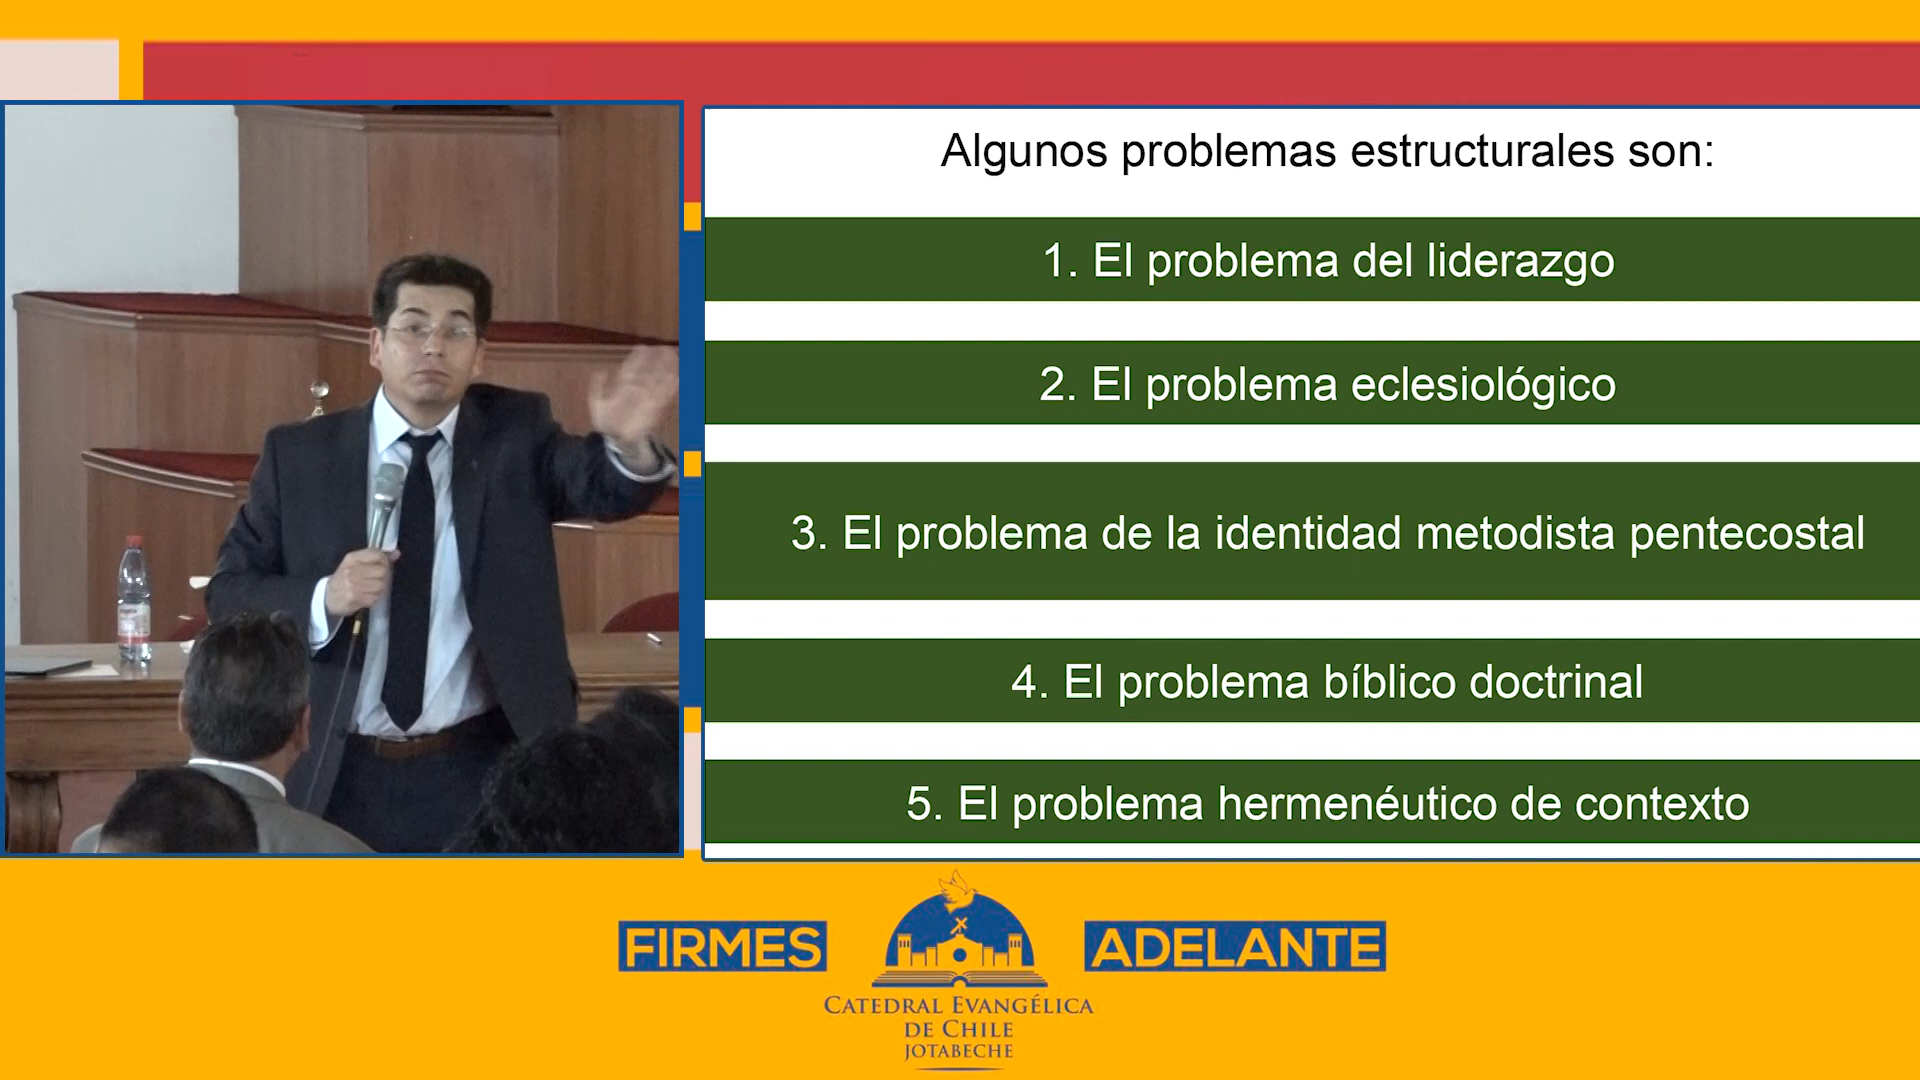 Algunos problemas estructurales son:
1. El problema del liderazgo
2. El problema eclesiológico
3. El problema de la identidad metodista pentecostal
4. El problema bíblico doctrinal
5. El problema hermenéutico de contexto
FIRMES
ADELANTE
CATEDRAL EVANGÉLICA
DE CHILE
JOTABECHE